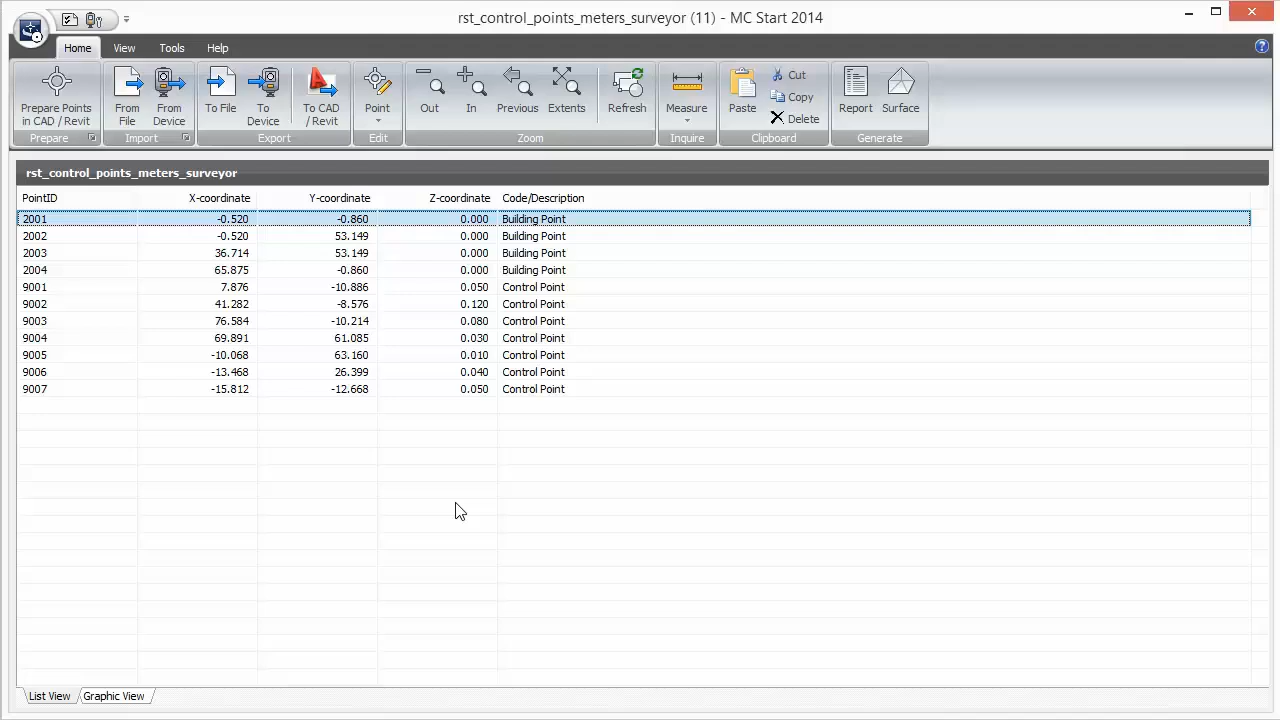 rst_control_points_meters_surveyor (11) - MC Start 2014
Home View Tools Help
Prepare Points in CAD / Revit
From File
From Device
To File
To Device
To CAD / Revit
Point
Out
In
Previous
Extents
Refresh
Measure
Paste
Cut
Copy
Delete
Report
Surface
Prepare Import Export Edit Zoom Inquire Clipboard Generate
rst_control_points_meters_surveyor
PointID X-coordinate Y-coordinate Z-coordinate Code/Description
2001 -0.520 -0.860 0.000 Building Point
2002 -0.520 53.149 0.000 Building Point
2003 36.714 53.149 0.000 Building Point
2004 65.875 -0.860 0.000 Building Point
9001 7.876 -10.886 0.050 Control Point
9002 41.282 -8.576 0.120 Control Point
9003 76.584 -10.214 0.080 Control Point
9004 69.891 61.085 0.030 Control Point
9005 -10.068 63.160 0.010 Control Point
9006 -13.468 26.399 0.040 Control Point
9007 -15.812 -12.668 0.050 Control Point
List View Graphic View